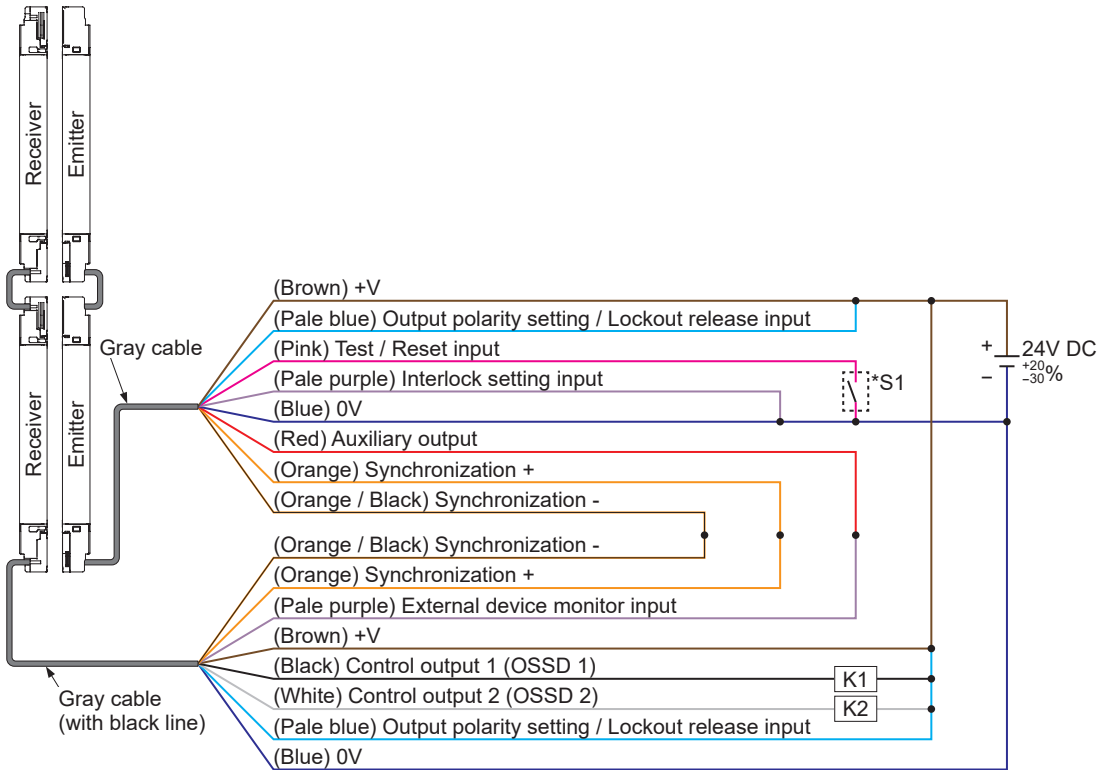 Receiver
Emitter
Receiver
Emitter
Gray cable
(Brown) +V
(Pale blue) Output polarity setting / Lockout release input
(Pink) Test / Reset input
(Pale purple) Interlock setting input
(Blue) 0V
(Red) Auxiliary output
(Orange) Synchronization +
(Orange / Black) Synchronization -
*S1
+
−
24V DC
+20
−30 %
(Orange / Black) Synchronization -
(Orange) Synchronization +
(Pale purple) External device monitor input
(Brown) +V
(Black) Control output 1 (OSSD 1)
K1
(White) Control output 2 (OSSD 2)
K2
(Pale blue) Output polarity setting / Lockout release input
(Blue) 0V
Gray cable
(with black line)